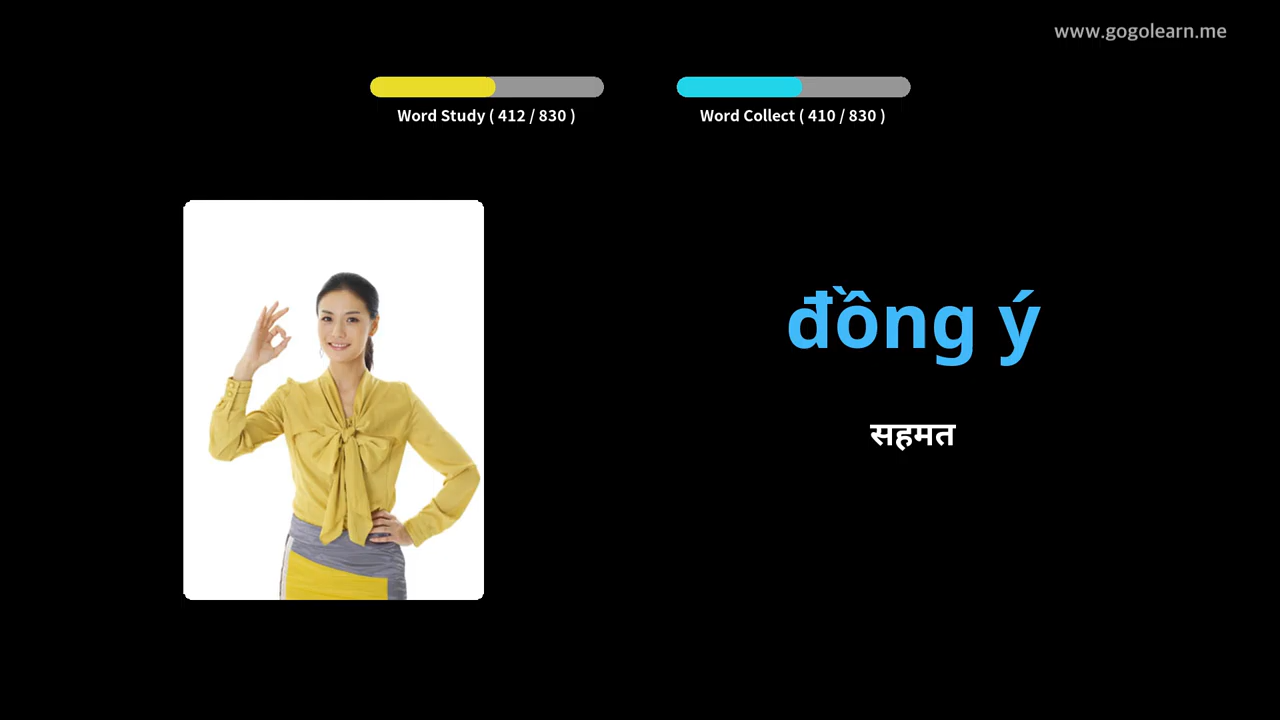 www.gogolearn.me
Word Study ( 412 / 830 )
Word Collect ( 410 / 830 )
đồng ý
सहमत